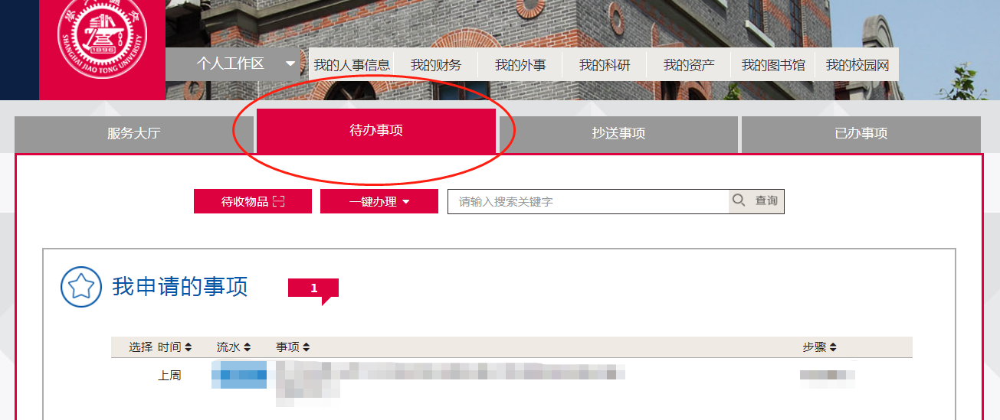 SHANGHAI JIAO TONG UNIVERSITY
1896
个人工作区 我的人事信息 我的财务 我的外事 我的科研 我的资产 我的图书馆 我的校园网
服务大厅 待办事项 抄送事项 已办事项
待收物品 一键办理 请输入搜索关键字 查询
我申请的事项 1
选择 时间 流水 事项 步骤
上周